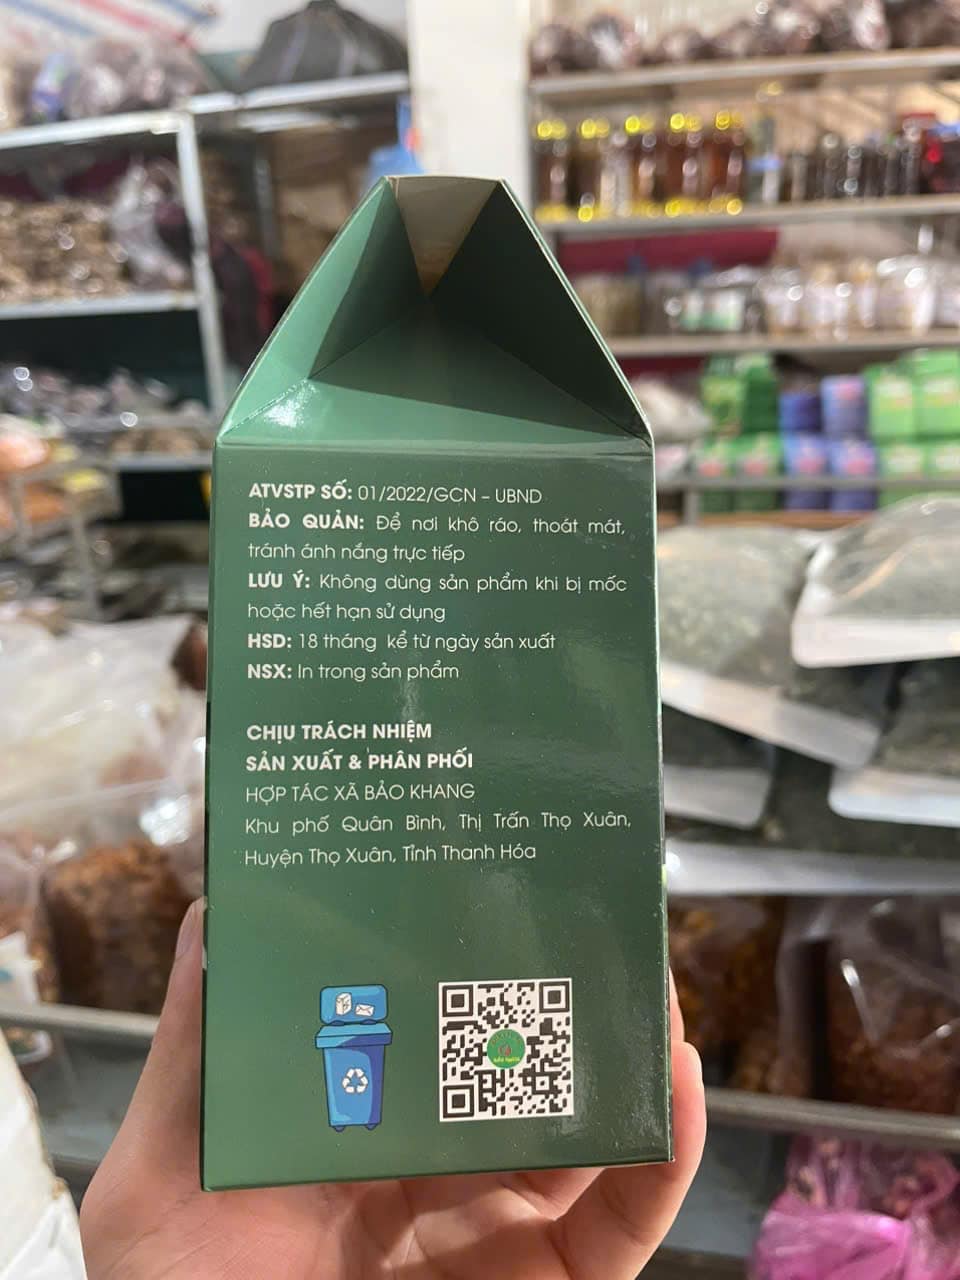 ATVSTP SỐ: 01/2022/GCN – UBND
BẢO QUẢN: Để nơi khô ráo, thoát mát,
tránh ánh nắng trực tiếp
LƯU Ý: Không dùng sản phẩm khi bị mốc
hoặc hết hạn sử dụng
HSD: 18 tháng kể từ ngày sản xuất
NSX: In trong sản phẩm
CHỊU TRÁCH NHIỆM
SẢN XUẤT & PHÂN PHỐI
HỢP TÁC XÃ BẢO KHANG
Khu phố Quân Bình, Thị Trấn Thọ Xuân,
Huyện Thọ Xuân, Tỉnh Thanh Hóa